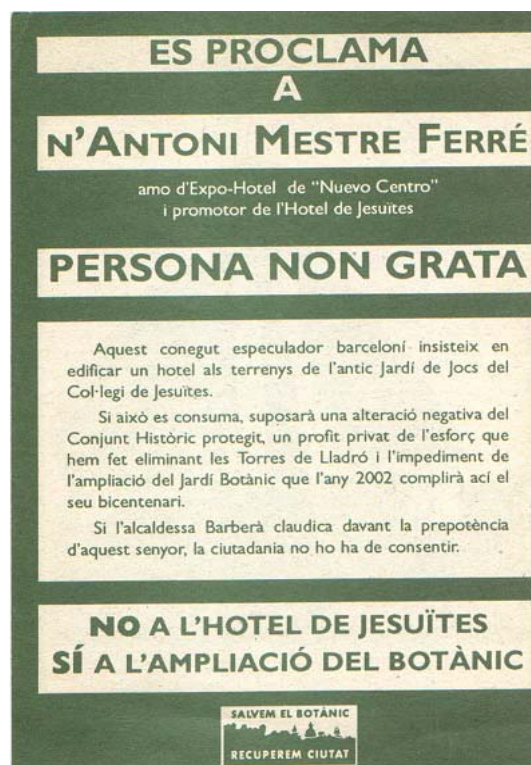 ES PROCLAMA
A
N'ANTONI MESTRE FERRÉ
amo d'Expo-Hotel de "Nuevo Centro"
i promotor de l'Hotel de Jesuïtes
PERSONA NON GRATA
Aquest conegut especulador barceloní insisteix en
edificar un hotel als terrenys de l'antic Jardí de Jocs del
Col·legi de Jesuïtes.
Si això es consuma, suposarà una alteració negativa del
Conjunt Històric protegit, un profit privat de l'esforç que
hem fet eliminant les Torres de Lladró i l'impediment de
l'ampliació del Jardí Botànic que l'any 2002 complirà ací el
seu bicentenari.
Si l'alcaldessa Barberà claudica davant la prepotència
d'aquest senyor, la ciutadania no ho ha de consentir.
NO A L'HOTEL DE JESUÏTES
SÍ A L'AMPLIACIÓ DEL BOTÀNIC
SALVEM EL BOTÀNIC
RECUPEREM CIUTAT